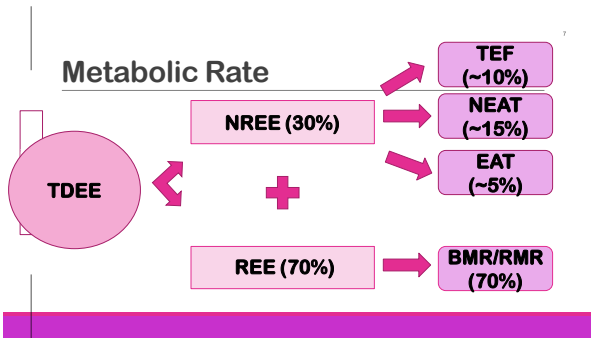 7
Metabolic Rate
TEF
(~10%)
NREE (30%)
NEAT
(~15%)
EAT
(~5%)
TDEE
REE (70%)
BMR/RMR
(70%)